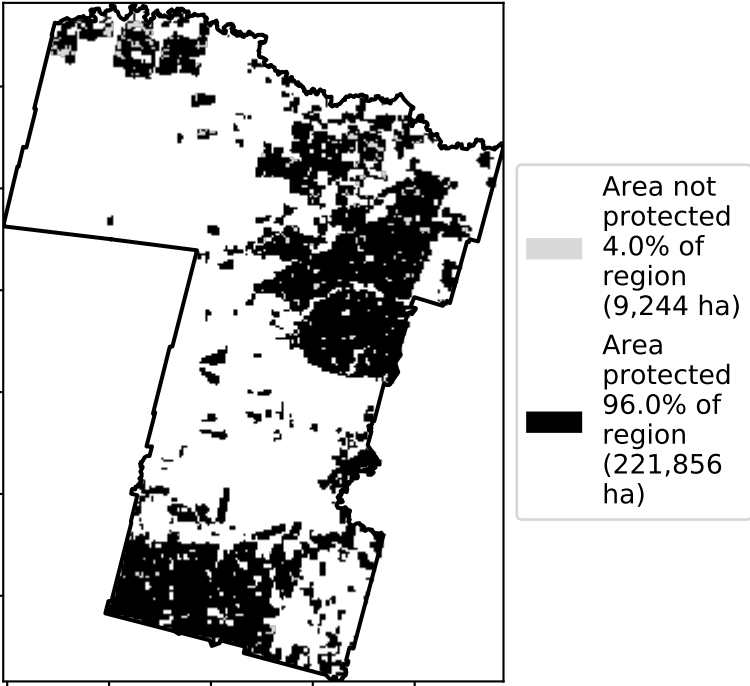 Area not
protected
4.0% of
region
(9,244 ha)
Area
protected
96.0% of
region
(221,856
ha)